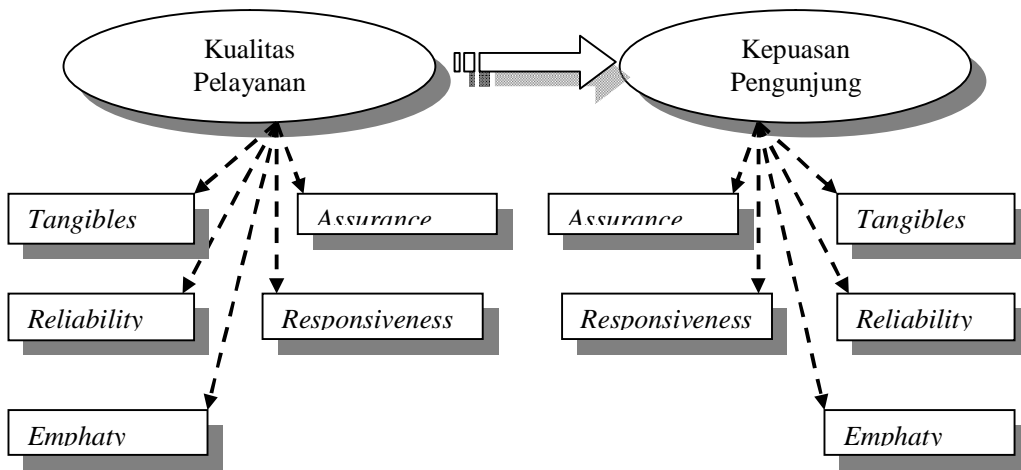 Kualitas
Pelayanan
Kepuasan
Pengunjung
Tangibles
Assurance
Assurance
Tangibles
Reliability
Responsiveness
Responsiveness
Reliability
Emphaty
Emphaty